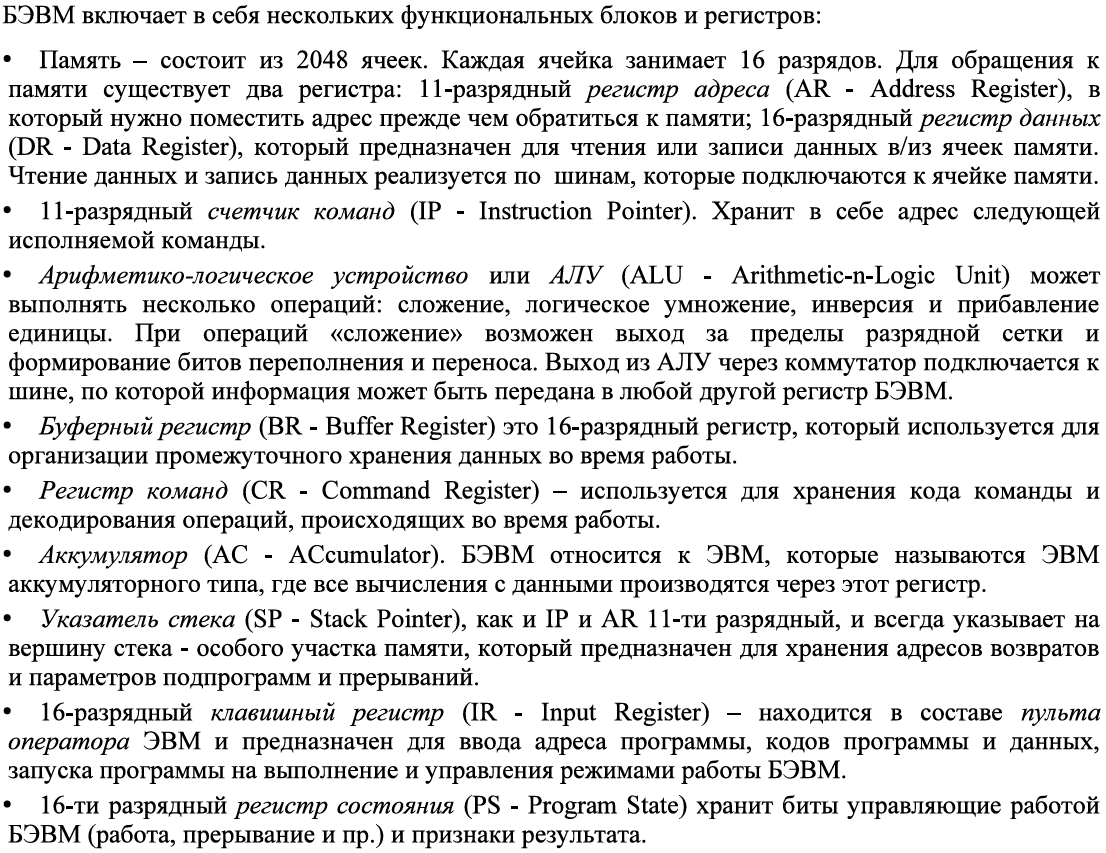 БЭВМ включает в себя нескольких функциональных блоков и регистров:
• Память – состоит из 2048 ячеек. Каждая ячейка занимает 16 разрядов. Для обращения к
памяти существует два регистра: 11-разрядный регистр адреса (AR - Address Register), в
который нужно поместить адрес прежде чем обратиться к памяти; 16-разрядный регистр данных
(DR - Data Register), который предназначен для чтения или записи данных в/из ячеек памяти.
Чтение данных и запись данных реализуется по шинам, которые подключаются к ячейке памяти.
• 11-разрядный счетчик команд (IP - Instruction Pointer). Хранит в себе адрес следующей
исполняемой команды.
• Арифметико-логическое устройство или АЛУ (ALU - Arithmetic-n-Logic Unit) может
выполнять несколько операций: сложение, логическое умножение, инверсия и прибавление
единицы. При операций «сложение» возможен выход за пределы разрядной сетки и
формирование битов переполнения и переноса. Выход из АЛУ через коммутатор подключается к
шине, по которой информация может быть передана в любой другой регистр БЭВМ.
• Буферный регистр (BR - Buffer Register) это 16-разрядный регистр, который используется для
организации промежуточного хранения данных во время работы.
• Регистр команд (CR - Command Register) – используется для хранения кода команды и
декодирования операций, происходящих во время работы.
• Аккумулятор (AC - ACcumulator). БЭВМ относится к ЭВМ, которые называются ЭВМ
аккумуляторного типа, где все вычисления с данными производятся через этот регистр.
• Указатель стека (SP - Stack Pointer), как и IP и AR 11-ти разрядный, и всегда указывает на
вершину стека - особого участка памяти, который предназначен для хранения адресов возвратов
и параметров подпрограмм и прерываний.
• 16-разрядный клавишный регистр (IR - Input Register) – находится в составе пульта
оператора ЭВМ и предназначен для ввода адреса программы, кодов программы и данных,
запуска программы на выполнение и управления режимами работы БЭВМ.
• 16-ти разрядный регистр состояния (PS - Program State) хранит биты управляющие работой
БЭВМ (работа, прерывание и пр.) и признаки результата.